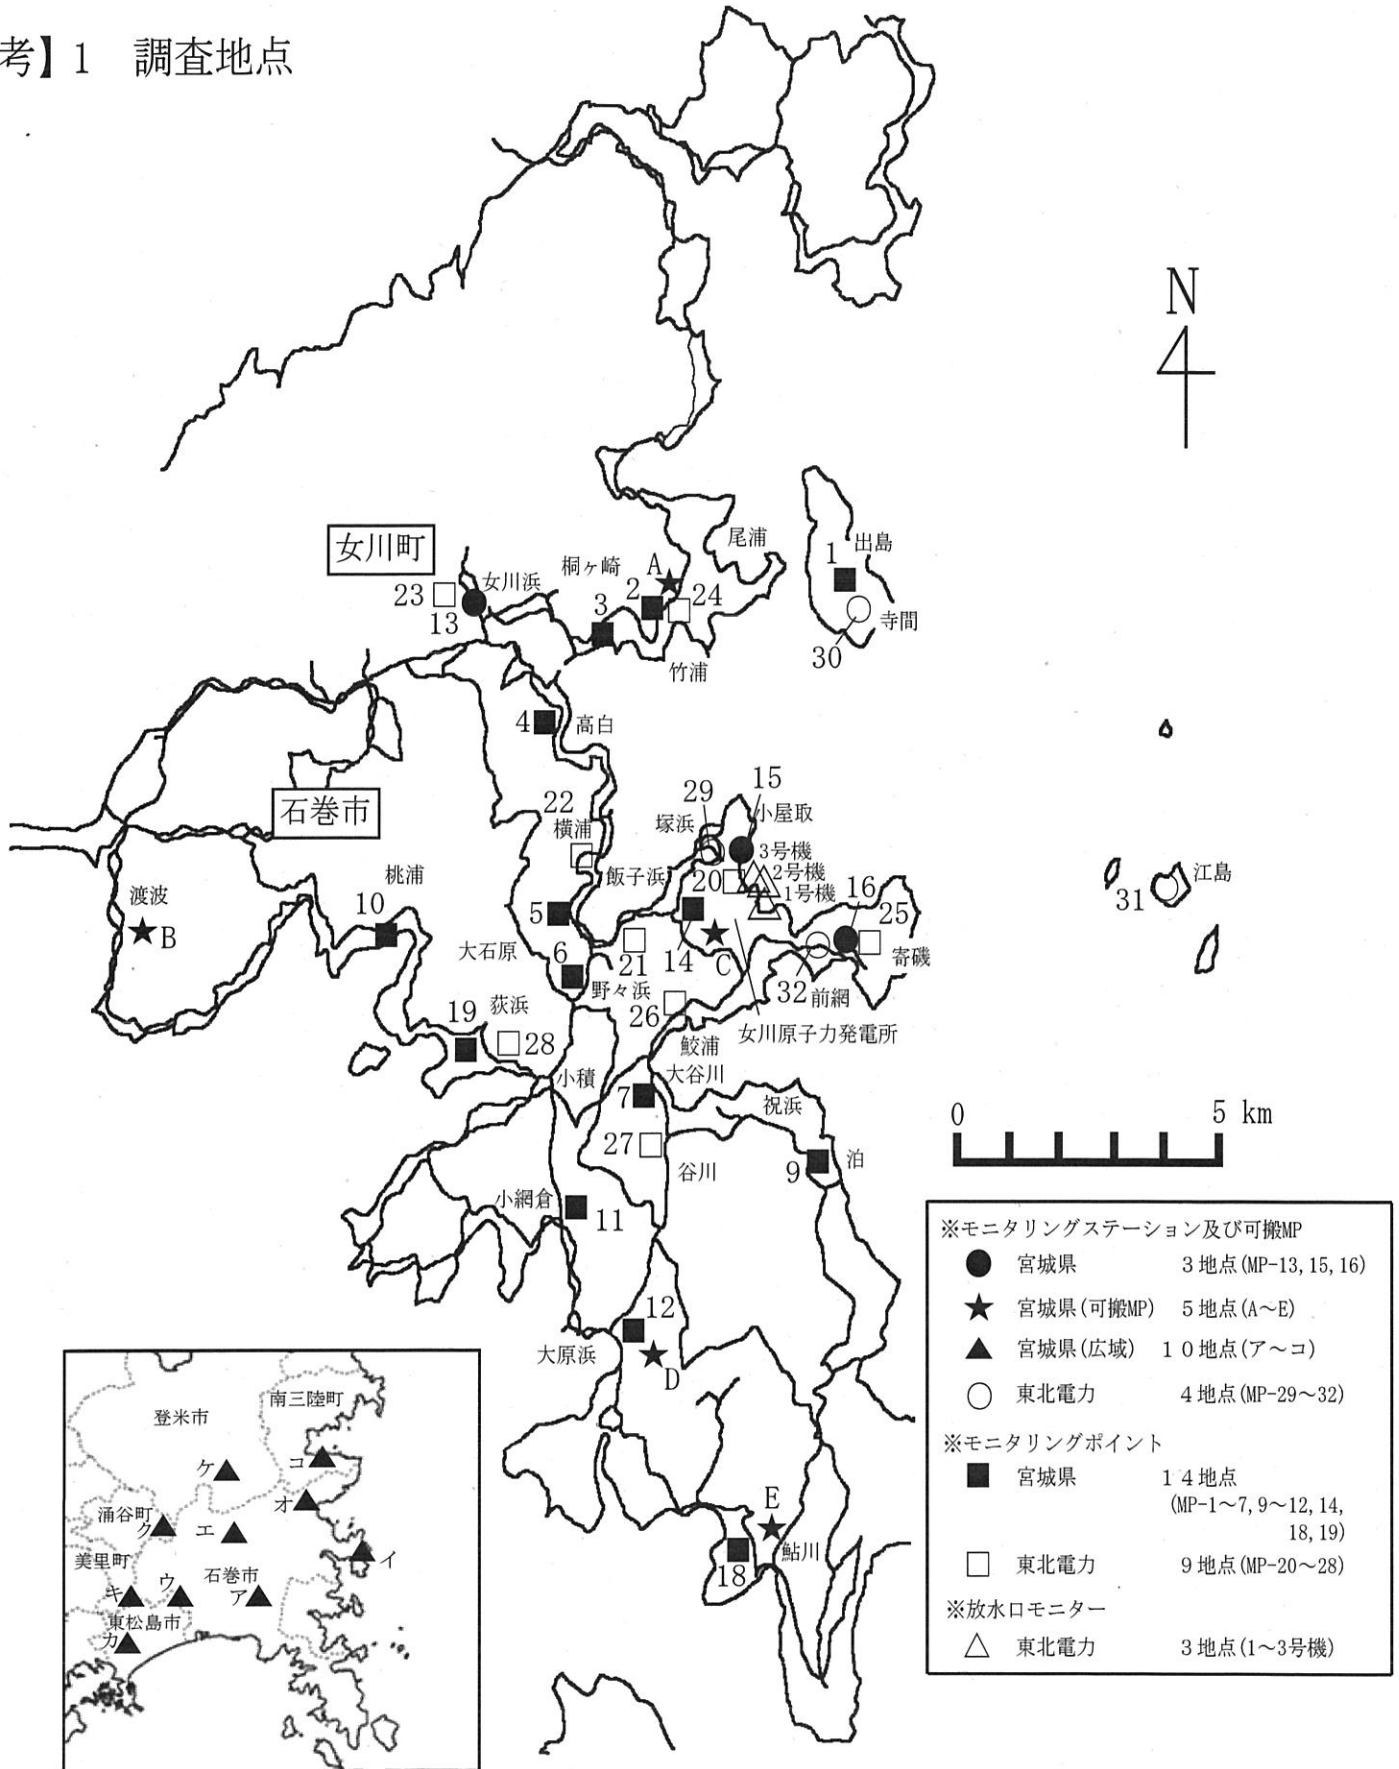 考】1 調査地点
N
女川町
23
13
女川浜
桐ヶ崎
A
尾浦
2
24
3
竹浦
1
出島
寺間
30
4
高白
石巻市
22
横浦
29
15
塚浜
小屋取
3号機
2号機
1号機
20
飯子浜
16
25
江島
31
渡波
B
桃浦
10
5
大石原
6
21
14
C
寄磯
野々浜
32
前網
26
女川原子力発電所
荻浜
19
28
鮫浦
小積
大谷川
7
祝浜
27
谷川
9
泊
小網倉
11
12
大原浜
D
E
鮎川
18
0 5 km
※モニタリングステーション及び可搬MP
● 宮城県 3地点(MP-13,15,16)
★ 宮城県(可搬MP) 5地点(A～E)
▲ 宮城県(広域) 10地点(ア～コ)
○ 東北電力 4地点(MP-29～32)
※モニタリングポイント
■ 宮城県 14地点
(MP-1～7,9～12,14,
18,19)
□ 東北電力 9地点(MP-20～28)
※放水口モニター
△ 東北電力 3地点(1～3号機)
南三陸町
登米市
ケ
コ
オ
涌谷町
ク
エ
美里町
イ
キ
ウ
石巻市
ア
東松島市
カ